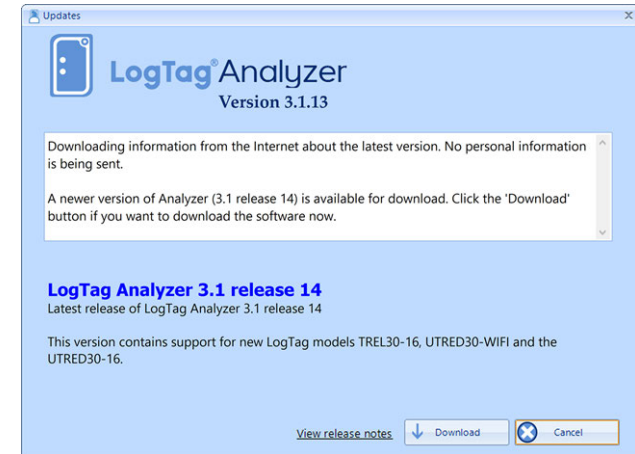 Updates
LogTag®Analyzer
Version 3.1.13
Downloading information from the Internet about the latest version. No personal information
is being sent.
A newer version of Analyzer (3.1 release 14) is available for download. Click the 'Download'
button if you want to download the software now.
LogTag Analyzer 3.1 release 14
Latest release of LogTag Analyzer 3.1 release 14
This version contains support for new LogTag models TREL30-16, UTRED30-WIFI and the
UTRED30-16.
View release notes Download Cancel